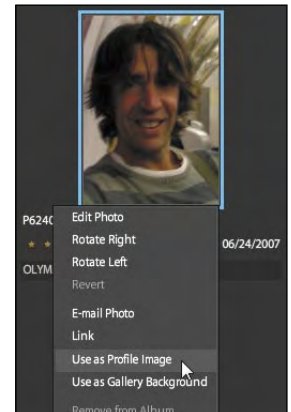 P6240
Edit Photo
Rotate Right
06/24/2007
Rotate Left
OLYM
Revert
E-mail Photo
Link
Use as Profile Image
Use as Gallery Background
Remove from Album